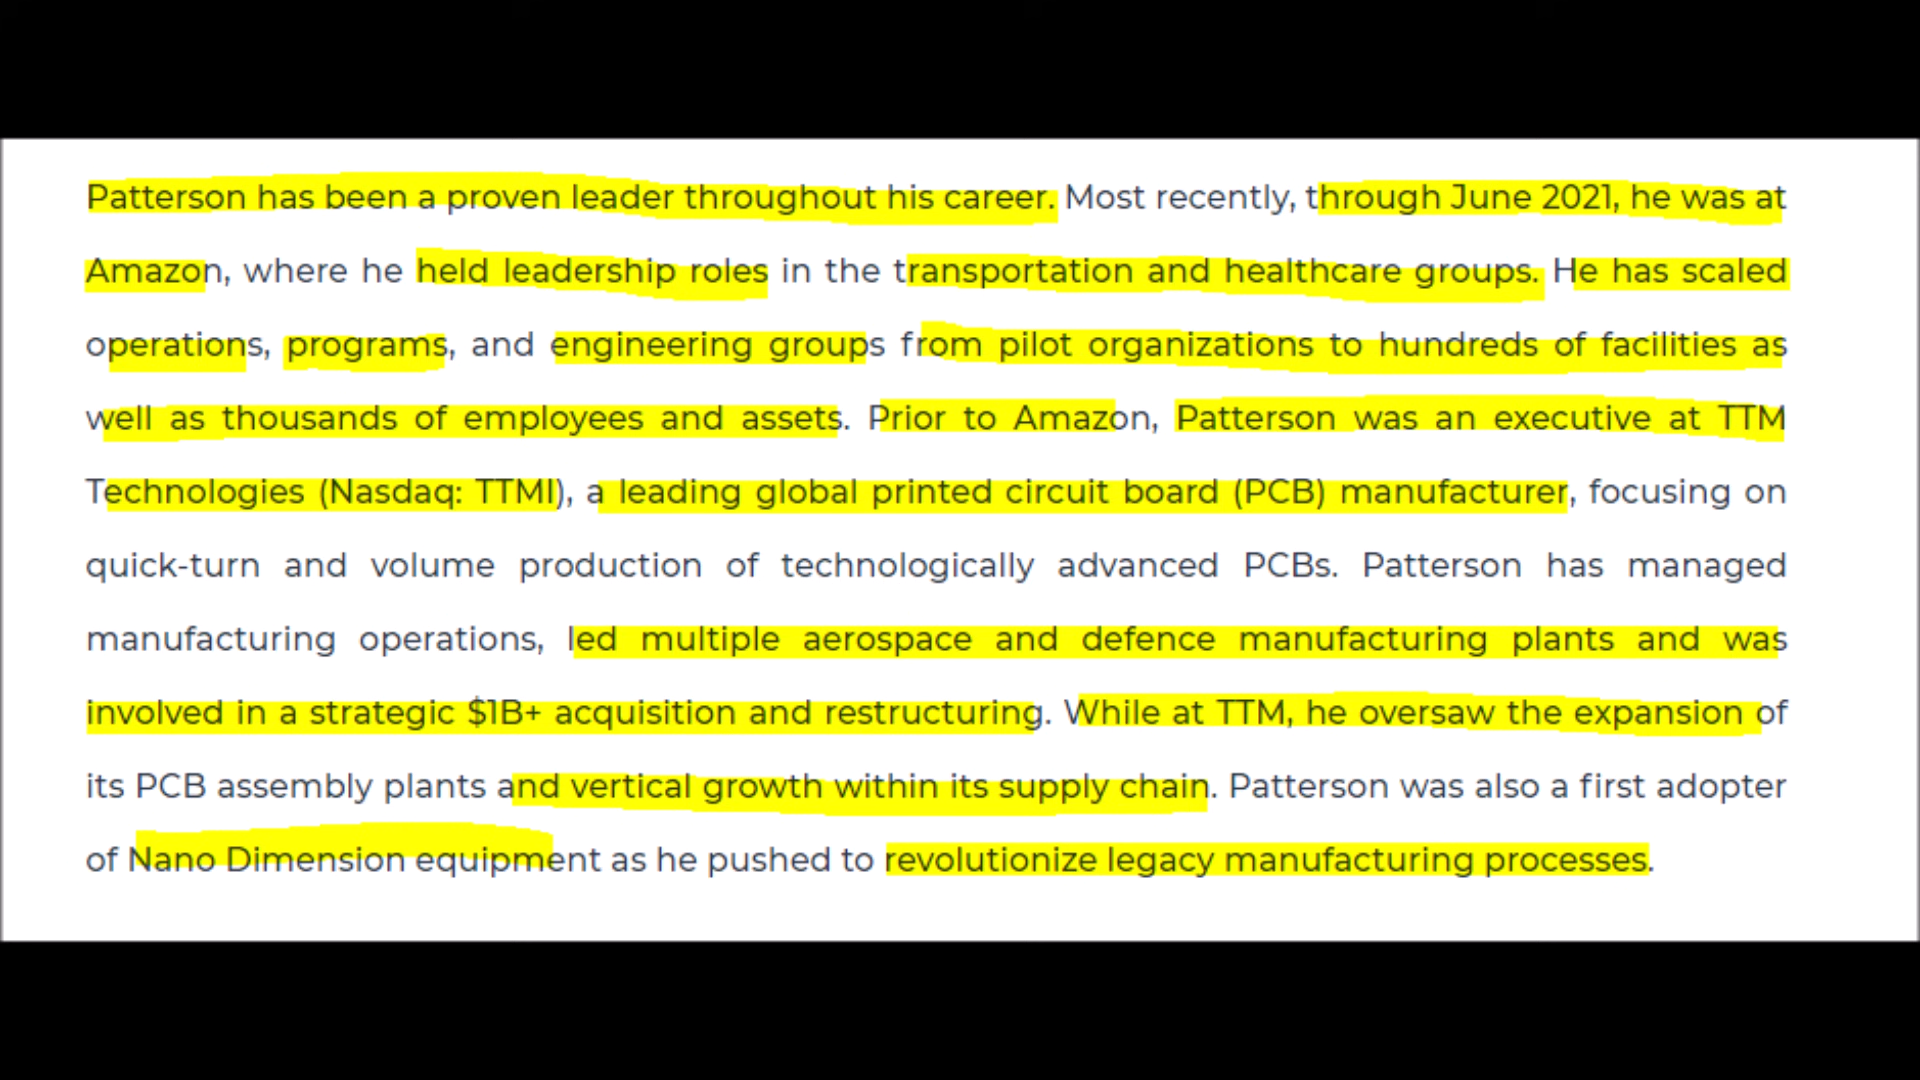 Patterson has been a proven leader throughout his career. Most recently, through June 2021, he was at
Amazon, where he held leadership roles in the transportation and healthcare groups. He has scaled
operations, programs, and engineering groups from pilot organizations to hundreds of facilities as
well as thousands of employees and assets. Prior to Amazon, Patterson was an executive at TTM
Technologies (Nasdaq: TTMI), a leading global printed circuit board (PCB) manufacturer, focusing on
quick-turn and volume production of technologically advanced PCBs. Patterson has managed
manufacturing operations, led multiple aerospace and defence manufacturing plants and was
involved in a strategic $1B+ acquisition and restructuring. While at TTM, he oversaw the expansion of
its PCB assembly plants and vertical growth within its supply chain. Patterson was also a first adopter
of Nano Dimension equipment as he pushed to revolutionize legacy manufacturing processes.